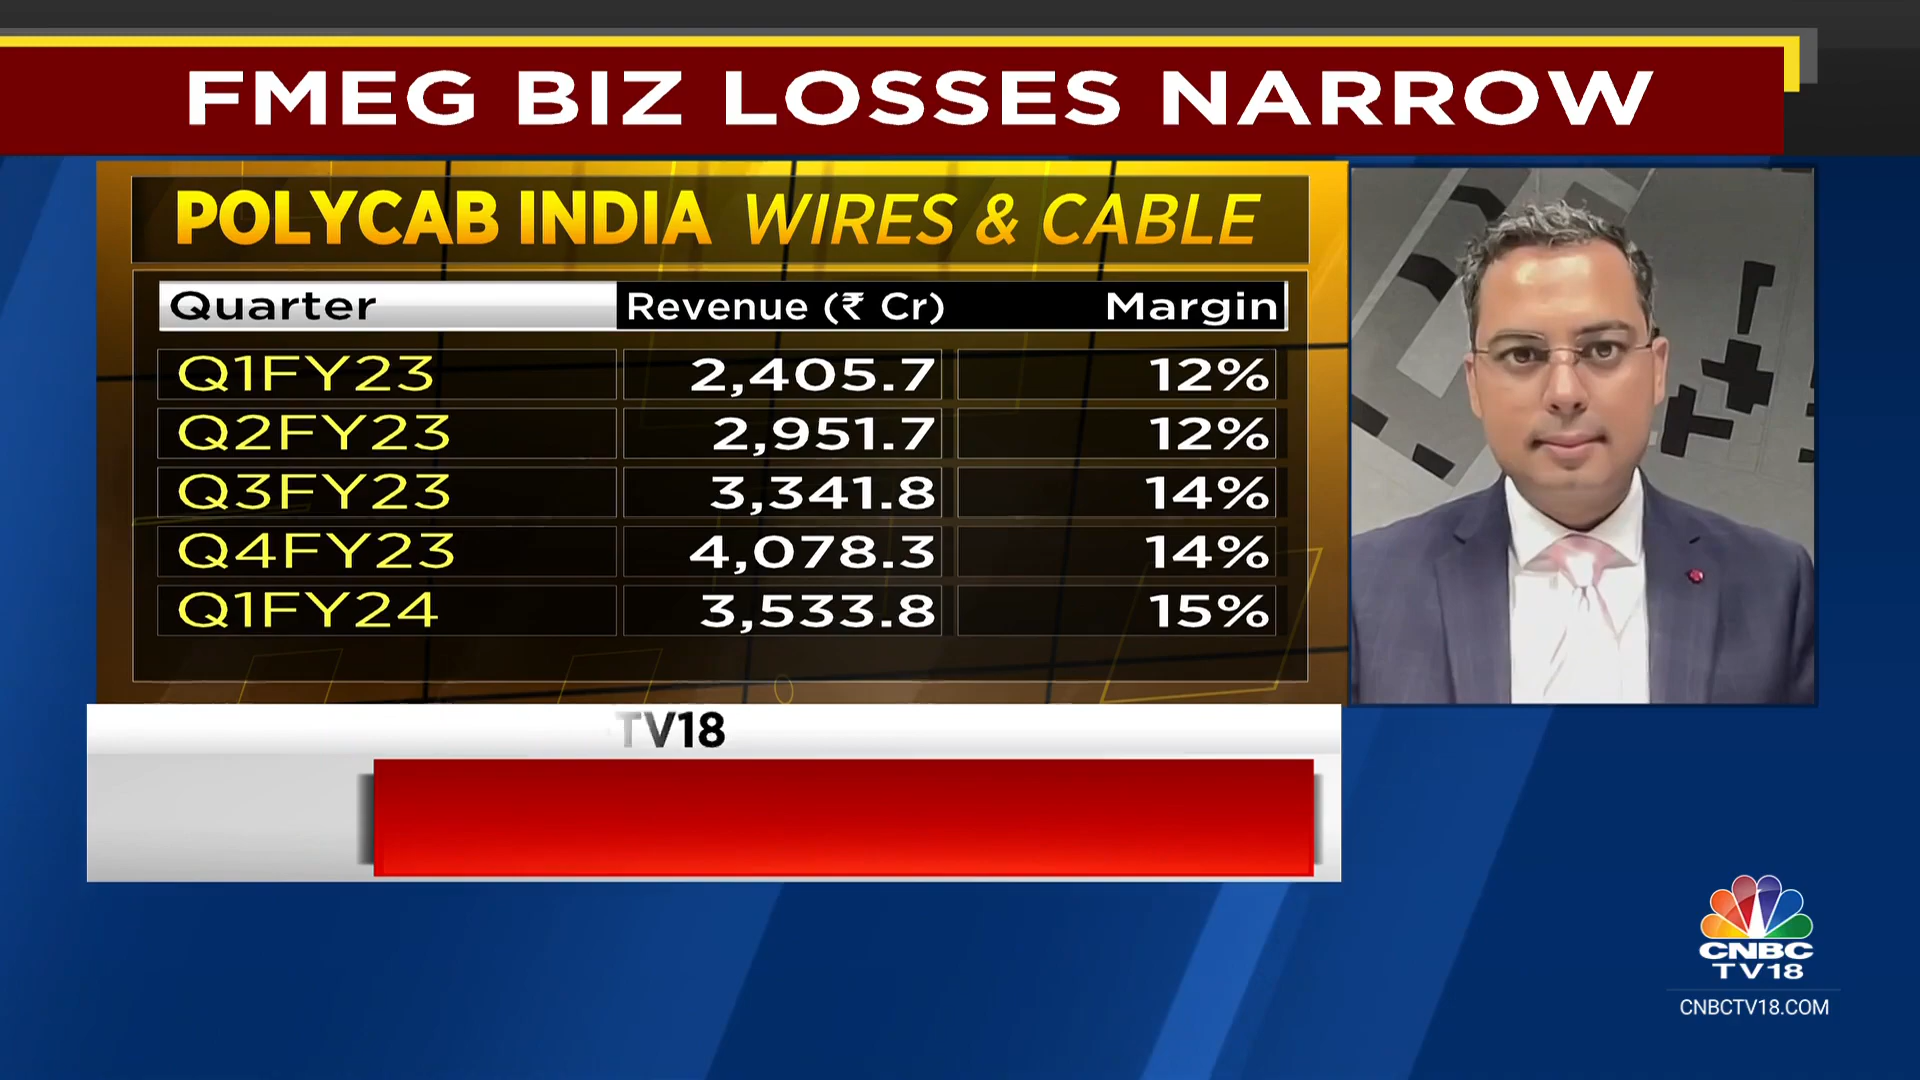 FMEG BIZ LOSSES NARROW
POLYCAB INDIA WIRES & CABLE
Quarter Revenue (₹ Cr) Margin
Q1FY23 2,405.7 12%
Q2FY23 2,951.7 12%
Q3FY23 3,341.8 14%
Q4FY23 4,078.3 14%
Q1FY24 3,533.8 15%
TV18
CNBC
TV18
CNBCTV18.COM